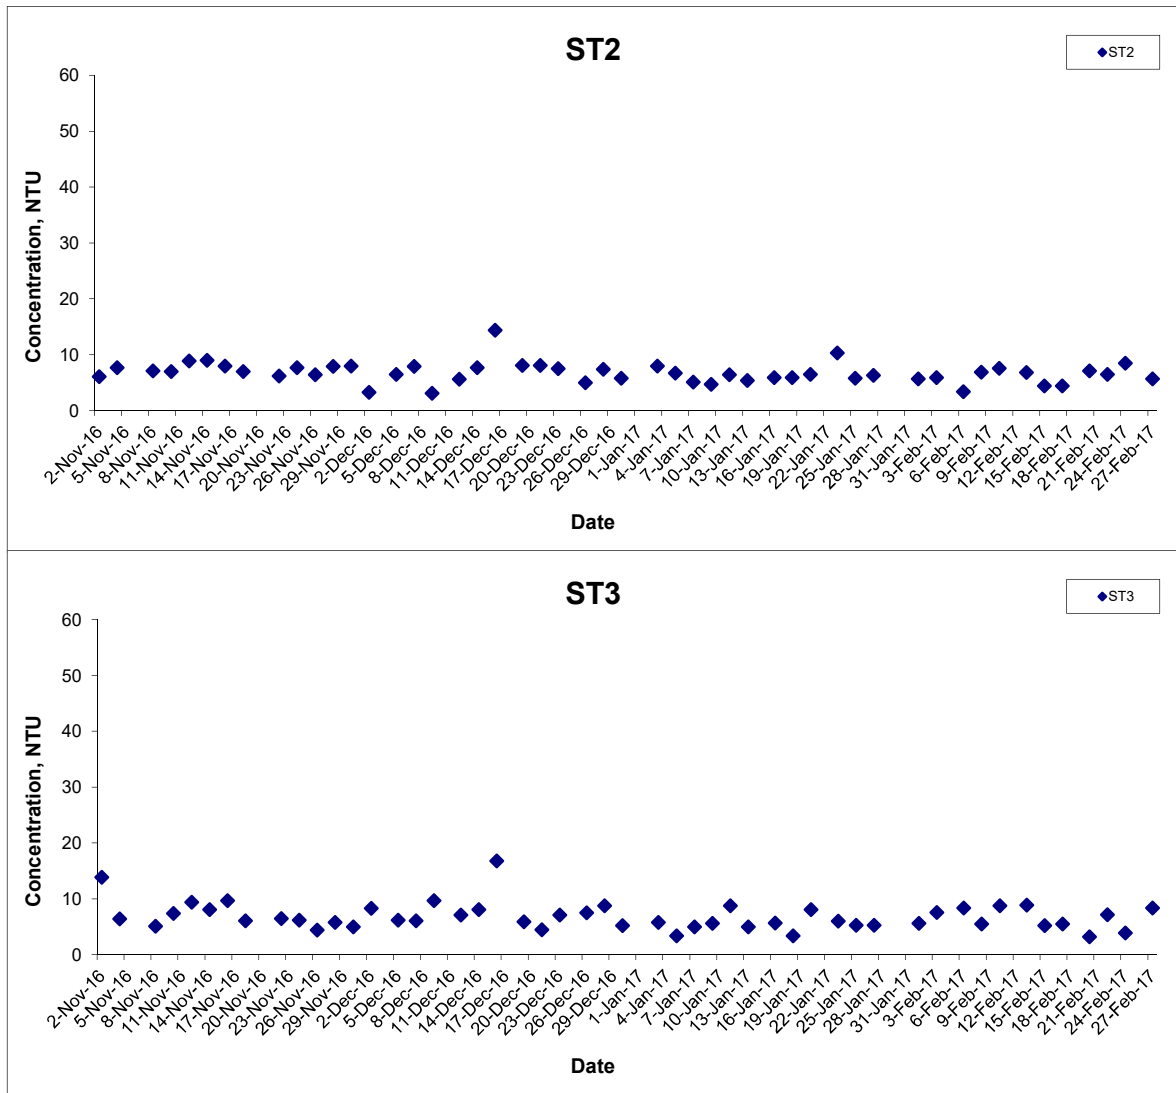 ST2
ST2
60
50
40
30
20
10
0
Concentration, NTU
2-Nov-16
5-Nov-16
8-Nov-16
11-Nov-16
14-Nov-16
17-Nov-16
20-Nov-16
23-Nov-16
26-Nov-16
29-Nov-16
2-Dec-16
5-Dec-16
8-Dec-16
11-Dec-16
14-Dec-16
17-Dec-16
20-Dec-16
23-Dec-16
26-Dec-16
29-Dec-16
1-Jan-17
4-Jan-17
7-Jan-17
10-Jan-17
13-Jan-17
16-Jan-17
19-Jan-17
22-Jan-17
25-Jan-17
28-Jan-17
31-Jan-17
3-Feb-17
6-Feb-17
9-Feb-17
12-Feb-17
15-Feb-17
18-Feb-17
21-Feb-17
24-Feb-17
27-Feb-17
Date
ST3
ST3
60
50
40
30
20
10
0
Concentration, NTU
2-Nov-16
5-Nov-16
8-Nov-16
11-Nov-16
14-Nov-16
17-Nov-16
20-Nov-16
23-Nov-16
26-Nov-16
29-Nov-16
2-Dec-16
5-Dec-16
8-Dec-16
11-Dec-16
14-Dec-16
17-Dec-16
20-Dec-16
23-Dec-16
26-Dec-16
29-Dec-16
1-Jan-17
4-Jan-17
7-Jan-17
10-Jan-17
13-Jan-17
16-Jan-17
19-Jan-17
22-Jan-17
25-Jan-17
28-Jan-17
31-Jan-17
3-Feb-17
6-Feb-17
9-Feb-17
12-Feb-17
15-Feb-17
18-Feb-17
21-Feb-17
24-Feb-17
27-Feb-17
Date